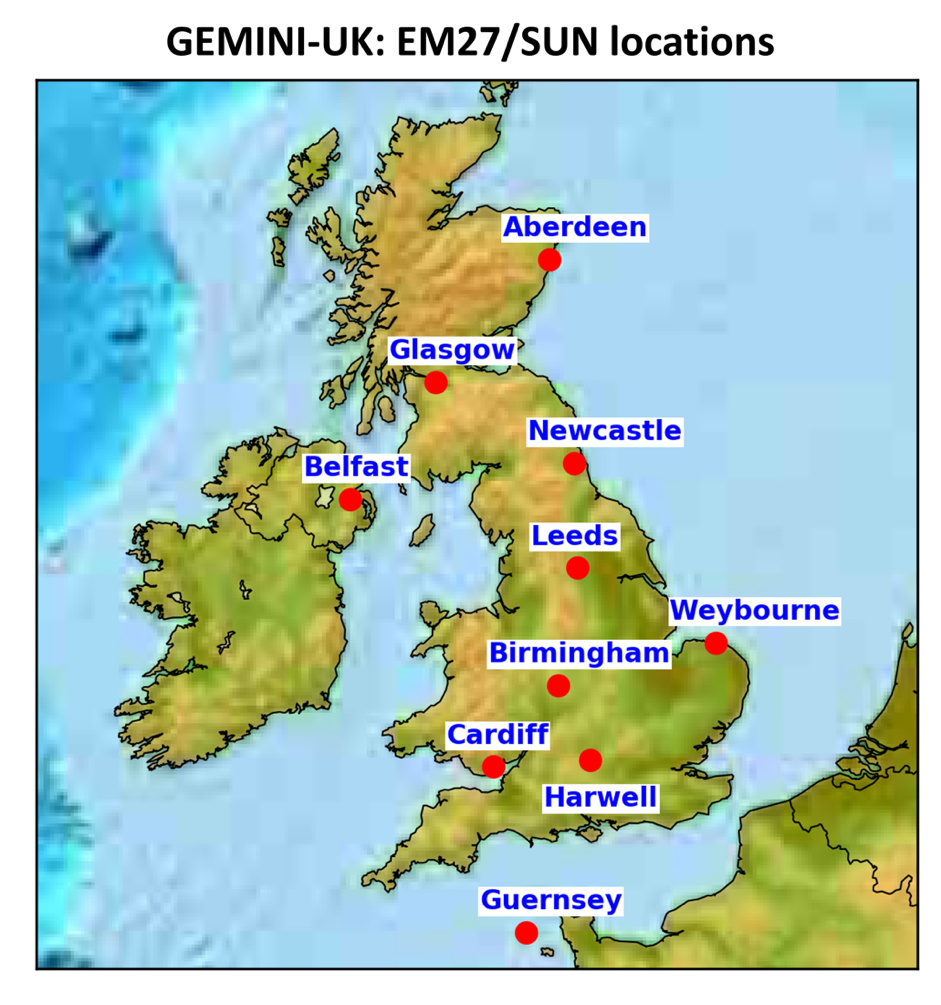 GEMINI-UK: EM27/SUN locations
Aberdeen
Glasgow
Newcastle
Belfast
Leeds
Weybourne
Birmingham
Cardiff
Harwell
Guernsey